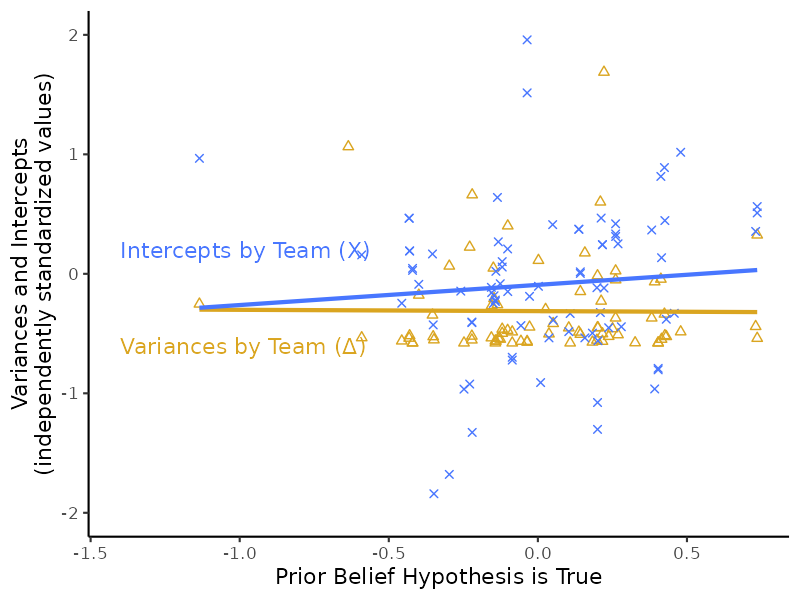 Variances and Intercepts
(independently standardized values)
2
1
0
-1
-2
Intercepts by Team (X)
Variances by Team (Δ)
-1.5
-1.0
-0.5
0.0
0.5
Prior Belief Hypothesis is True